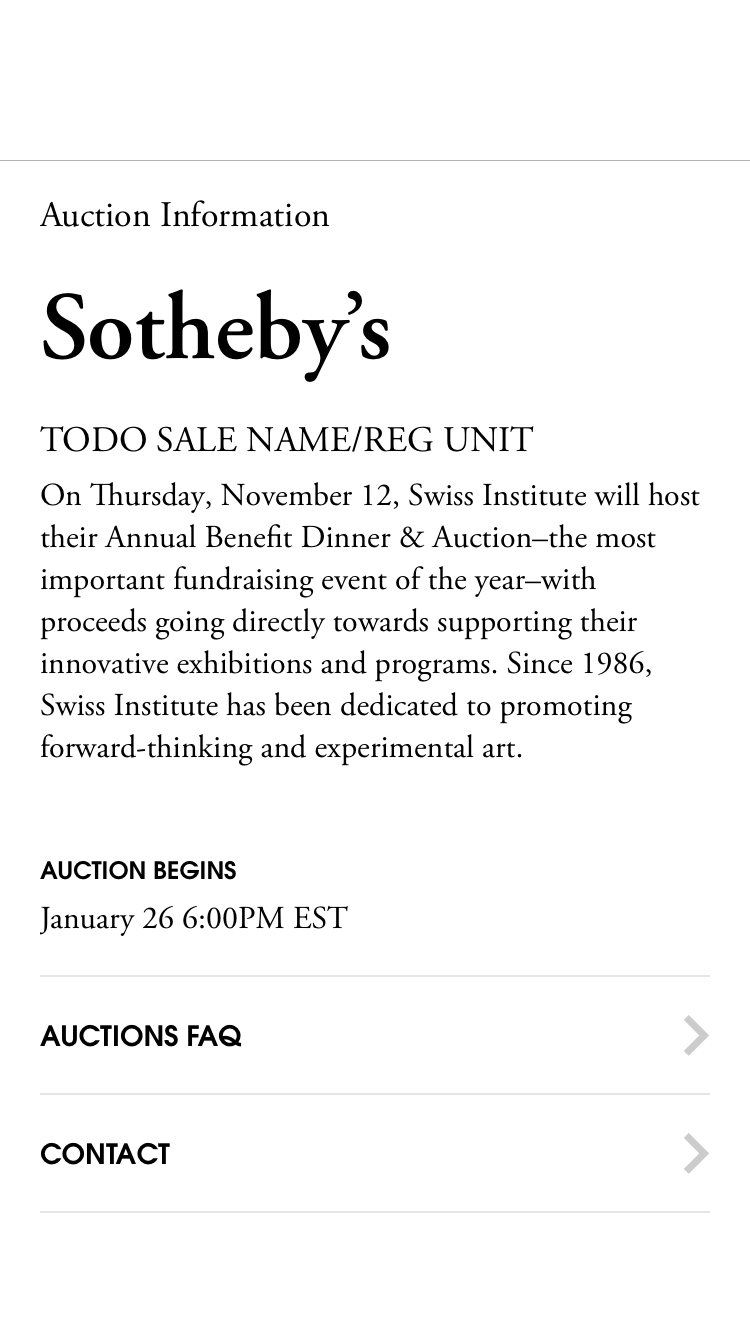 Auction Information
Sotheby’s
TODO SALE NAME/REG UNIT
On Thursday, November 12, Swiss Institute will host
their Annual Benefit Dinner & Auction–the most
important fundraising event of the year–with
proceeds going directly towards supporting their
innovative exhibitions and programs. Since 1986,
Swiss Institute has been dedicated to promoting
forward-thinking and experimental art.
AUCTION BEGINS
January 26 6:00PM EST
AUCTIONS FAQ
CONTACT